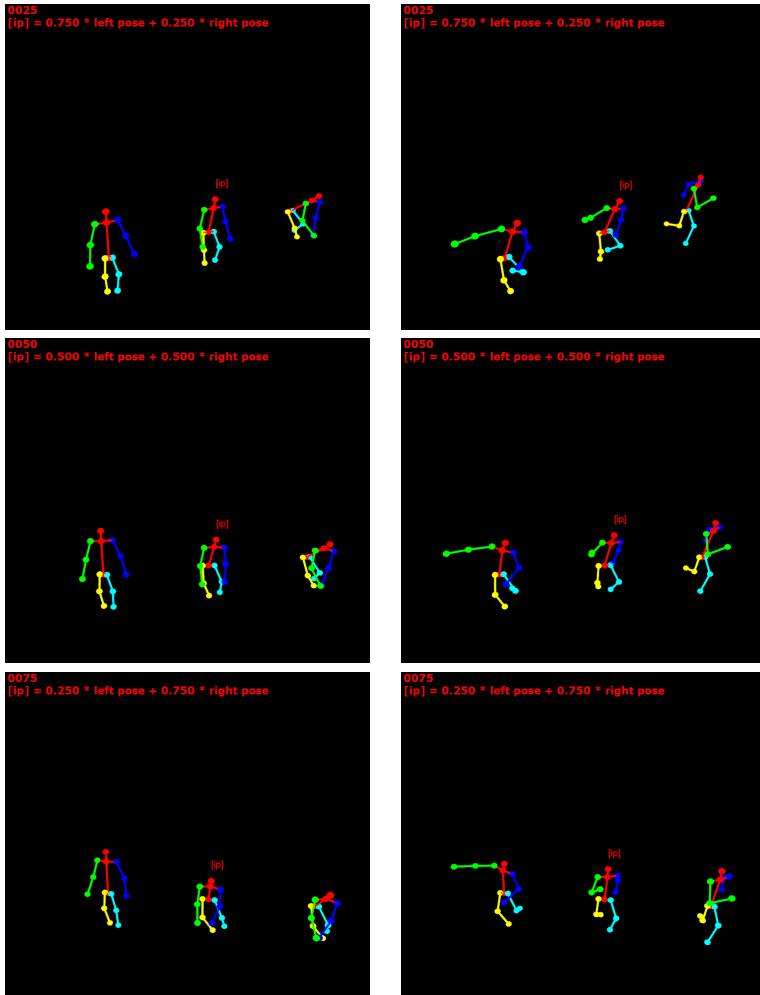 0025
[ip] = 0.750 * left pose + 0.250 * right pose
[ip]
0025
[ip] = 0.750 * left pose + 0.250 * right pose
[ip]
0050
[ip] = 0.500 * left pose + 0.500 * right pose
[ip]
0050
[ip] = 0.500 * left pose + 0.500 * right pose
[ip]
0075
[ip] = 0.250 * left pose + 0.750 * right pose
[ip]
0075
[ip] = 0.250 * left pose + 0.750 * right pose
[ip]